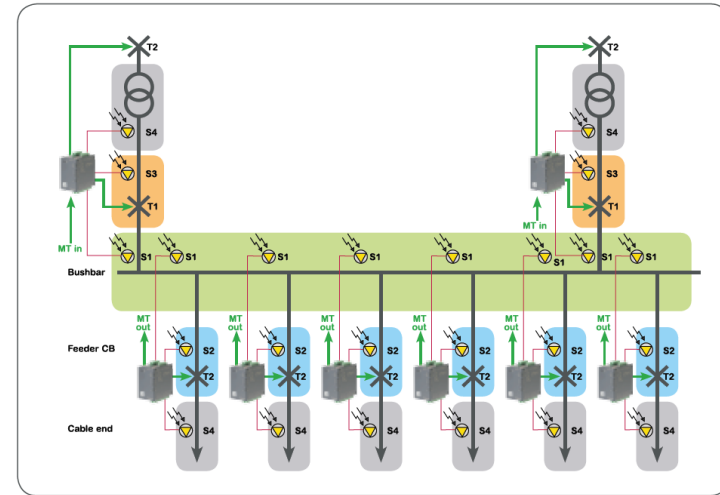 T2 T2
S4 S4
S3 S3
T1 T1
MT in MT in
S1 S1 S1 S1 S1 S1 S1 S1
Bushbar
MT out MT out MT out MT out MT out MT out
Feeder CB S2 S2 S2 S2 S2 S2
T2 T2 T2 T2 T2 T2
Cable end S4 S4 S4 S4 S4 S4